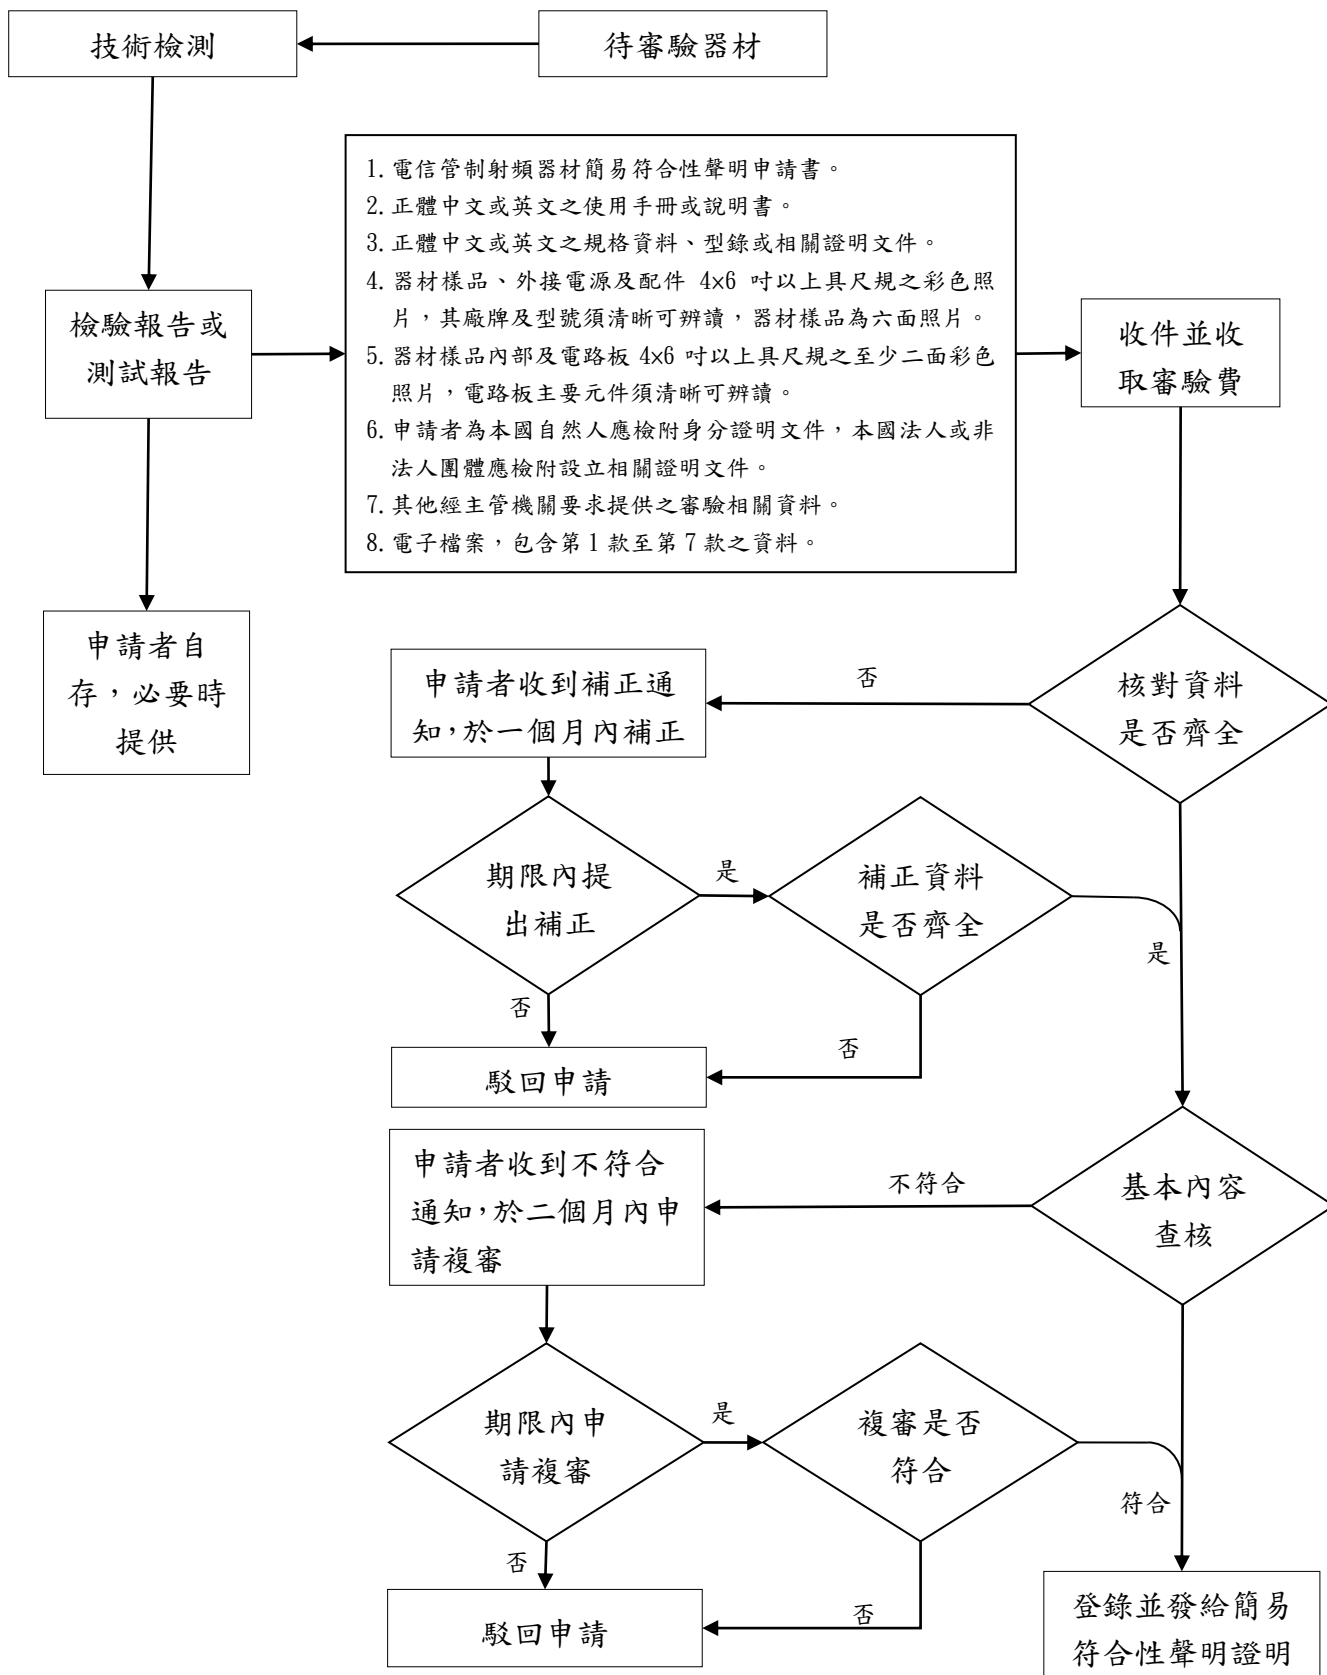 技術檢測
待審驗器材
1. 電信管制射頻器材簡易符合性聲明申請書。
2. 正體中文或英文之使用手冊或說明書。
3. 正體中文或英文之規格資料、型錄或相關證明文件。
4. 器材樣品、外接電源及配件 4×6 吋以上具尺規之彩色照
片，其廠牌及型號須清晰可辨讀，器材樣品為六面照片。
5. 器材樣品內部及電路板 4×6 吋以上具尺規之至少二面彩色
照片，電路板主要元件須清晰可辨讀。
6. 申請者為本國自然人應檢附身分證明文件，本國法人或非
法人團體應檢附設立相關證明文件。
7. 其他經主管機關要求提供之審驗相關資料。
8. 電子檔案，包含第 1 款至第 7 款之資料。
檢驗報告或
測試報告
收件並收
取審驗費
申請者自
存，必要時
提供
申請者收到補正通
知，於一個月內補正
否
核對資料
是否齊全
期限內提
出補正
是
補正資料
是否齊全
是
否
否
駁回申請
申請者收到不符合
通知，於二個月內申
請複審
不符合
基本內容
查核
期限內申
請複審
是
複審是否
符合
符合
否
否
駁回申請
登錄並發給簡易
符合性聲明證明